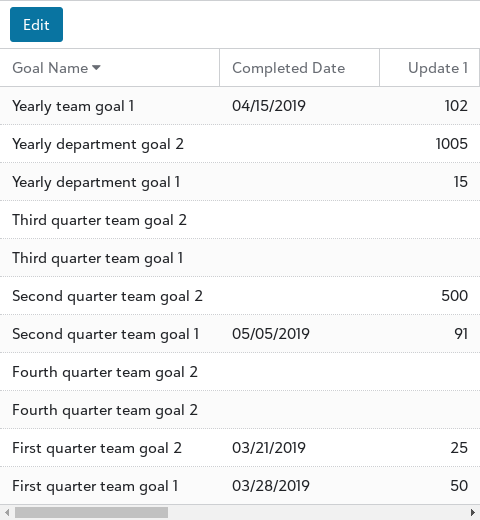 Edit
Goal Name Completed Date Update 1
Yearly team goal 1 04/15/2019 102
Yearly department goal 2 1005
Yearly department goal 1 15
Third quarter team goal 2
Third quarter team goal 1
Second quarter team goal 2 500
Second quarter team goal 1 05/05/2019 91
Fourth quarter team goal 2
Fourth quarter team goal 2
First quarter team goal 2 03/21/2019 25
First quarter team goal 1 03/28/2019 50